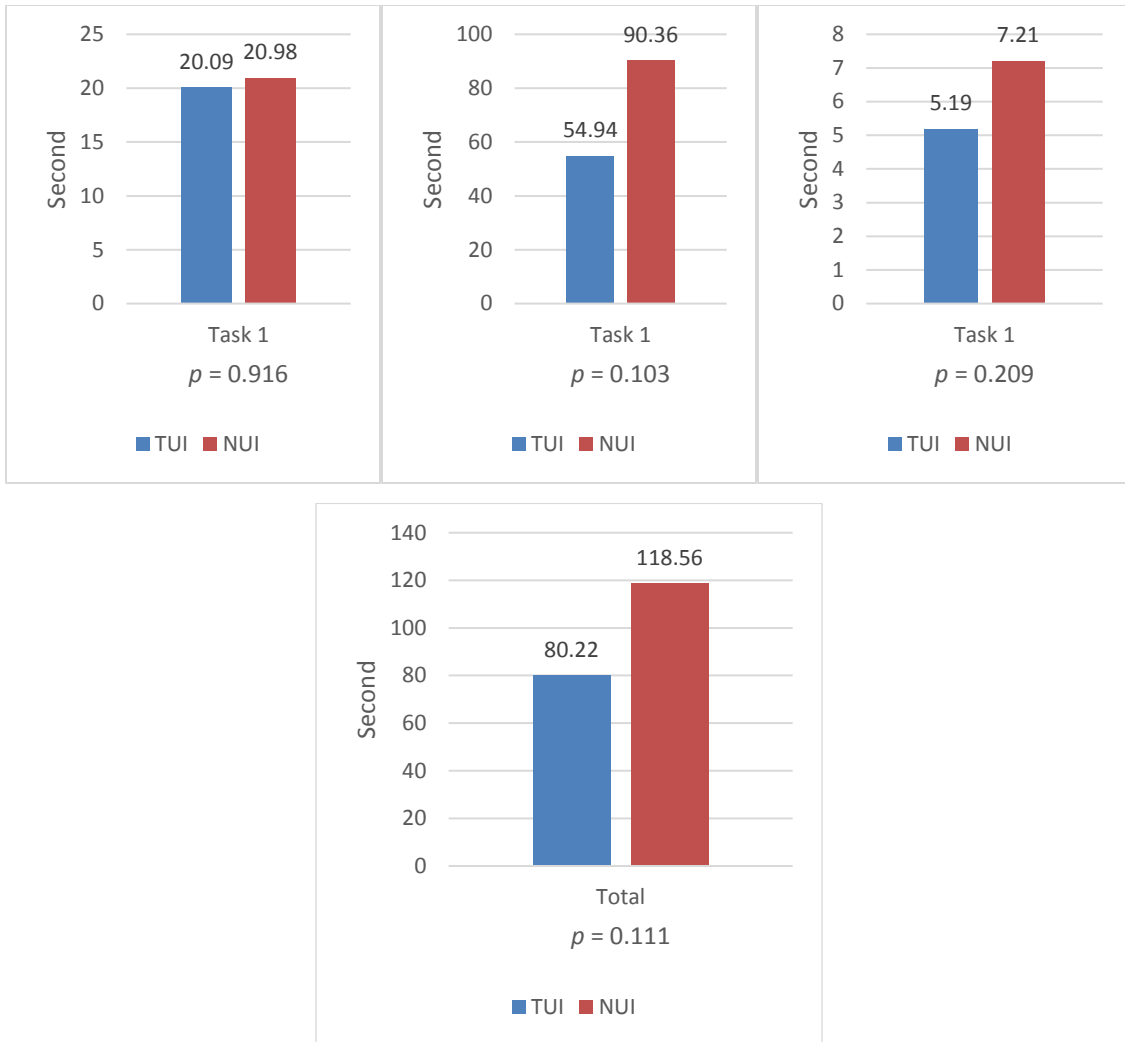 25
20
15
10
5
0
Second
20.09
20.98
Task 1
p = 0.916
TUI NUI
100
80
60
40
20
0
Second
54.94
90.36
Task 1
p = 0.103
TUI NUI
8
7
6
5
4
3
2
1
0
Second
5.19
7.21
Task 1
p = 0.209
TUI NUI
140
120
100
80
60
40
20
0
Second
80.22
118.56
Total
p = 0.111
TUI NUI